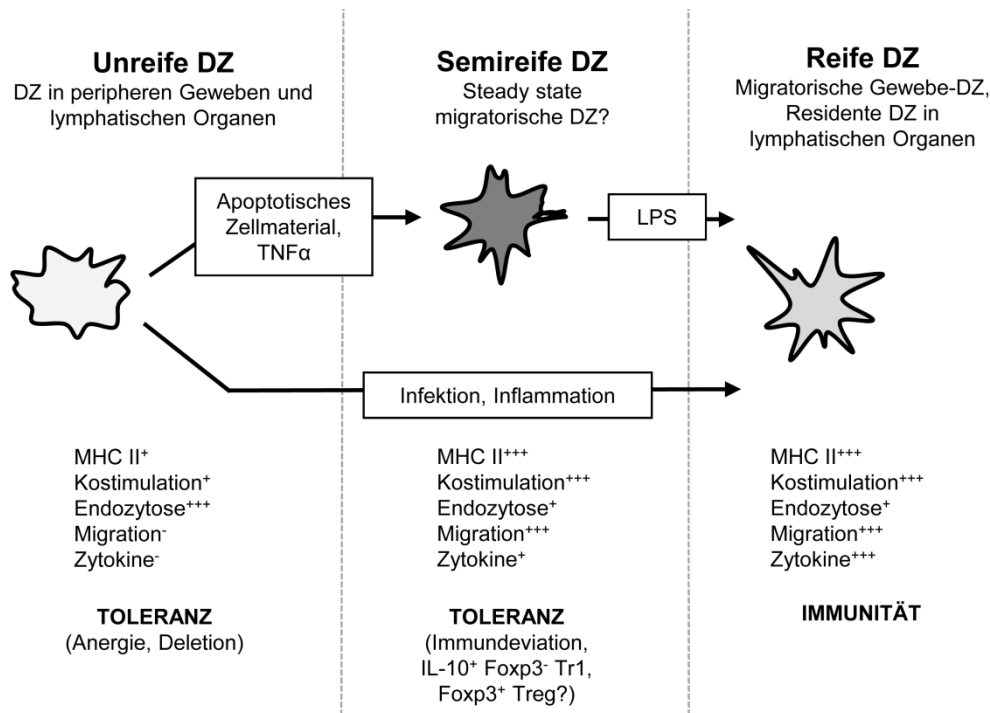 Unreife DZ
DZ in peripheren Geweben und
lymphatischen Organen
Semireife DZ
Steady state
migratorische DZ?
Reife DZ
Migratorische Gewebe-DZ,
Residente DZ in
lymphatischen Organen
Apoptotisches
Zellmaterial,
TNFα
LPS
Infektion, Inflammation
MHC II⁺
Kostimulation⁺
Endozytose⁺⁺⁺
Migration⁻
Zytokine⁻
TOLERANZ
(Anergie, Deletion)
MHC II⁺⁺⁺
Kostimulation⁺⁺⁺
Endozytose⁺
Migration⁺⁺⁺
Zytokine⁺
TOLERANZ
(Immundeviation,
IL-10⁺ Foxp3⁻ Tr1,
Foxp3⁺ Treg?)
MHC II⁺⁺⁺
Kostimulation⁺⁺⁺
Endozytose⁺
Migration⁺⁺⁺
Zytokine⁺⁺⁺
IMMUNITÄT